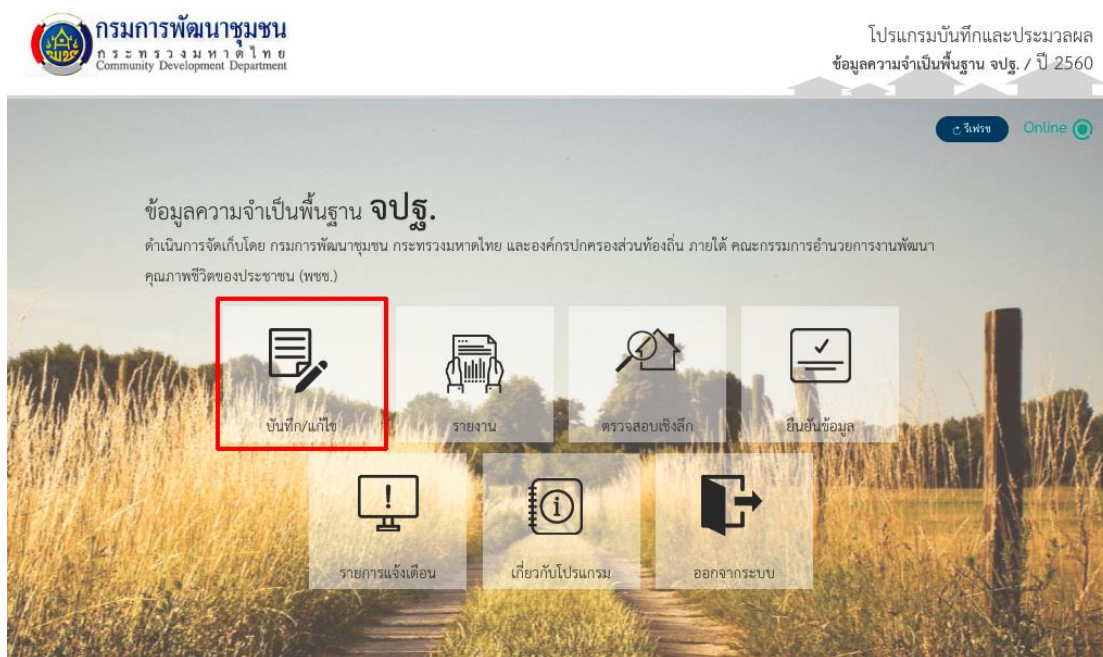 กรมการพัฒนาชุมชน
กระทรวงมหาดไทย
Community Development Department
โปรแกรมบันทึกและประมวลผล
ข้อมูลความจำเป็นพื้นฐาน จปฐ. / ปี 2560
รีเฟรช
Online
ข้อมูลความจำเป็นพื้นฐาน จปฐ.
ดำเนินการจัดเก็บโดย กรมการพัฒนาชุมชน กระทรวงมหาดไทย และองค์กรปกครองส่วนท้องถิ่น ภายใต้ คณะกรรมการอำนวยการงานพัฒนา
คุณภาพชีวิตของประชาชน (พชช.)
บันทึก/แก้ไข
รายงาน
ตรวจสอบเชิงลึก
ยืนยันข้อมูล
รายการแจ้งเตือน
เกี่ยวกับโปรแกรม
ออกจากระบบ